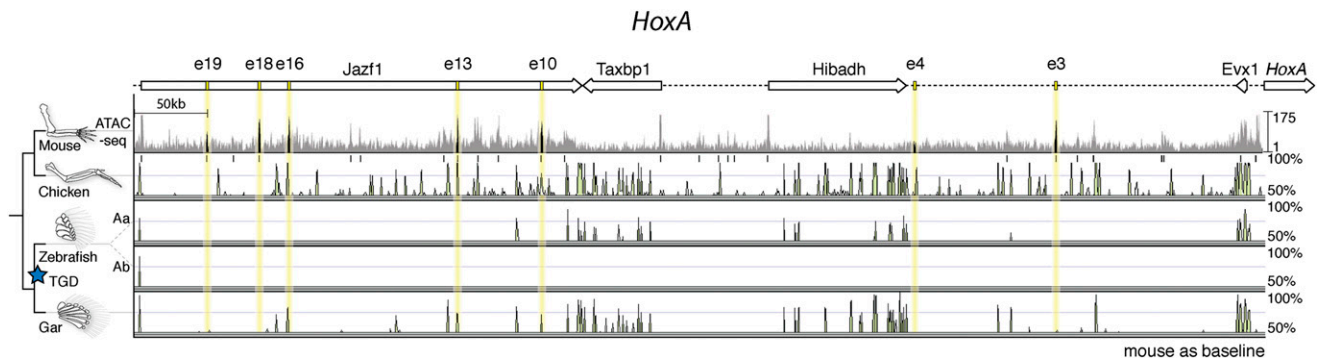 HoxA
e19 e18 e16 Jazf1 e13 e10 Taxbp1 Hibadh e4 e3 Evx1 HoxA
50kb
ATAC
-seq
175
1
Mouse
100%
50%
Chicken
Aa
100%
50%
Zebrafish
Ab
100%
50%
TGD
100%
50%
Gar
mouse as baseline